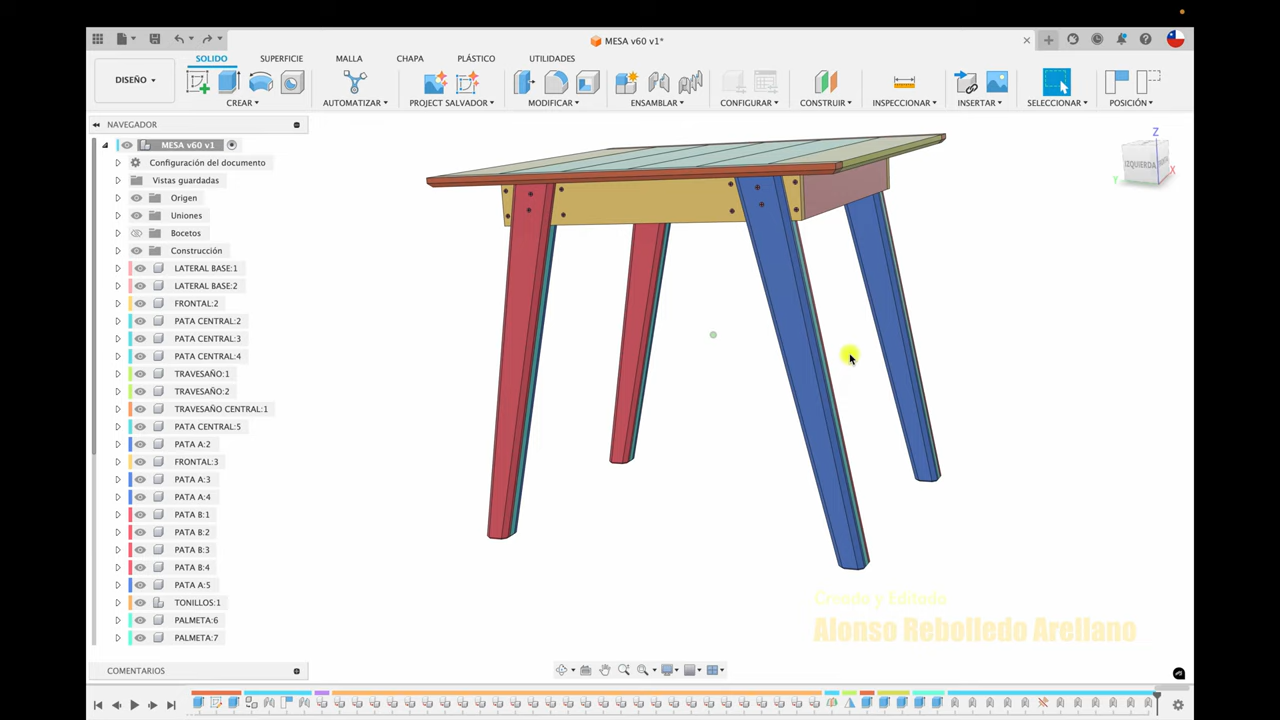 MESA v60 v1*
DISEÑO
SOLIDO
SUPERFICIE
MALLA
CHAPA
PLÁSTICO
UTILIDADES
CREAR
AUTOMATIZAR
PROJECT SALVADOR
MODIFICAR
ENSAMBLAR
CONFIGURAR
CONSTRUIR
INSPECCIONAR
INSERTAR
SELECCIONAR
POSICIÓN
NAVEGADOR
MESA v60 v1
Configuración del documento
Vistas guardadas
Origen
Uniones
Bocetos
Construcción
LATERAL BASE:1
LATERAL BASE:2
FRONTAL:2
PATA CENTRAL:2
PATA CENTRAL:3
PATA CENTRAL:4
TRAVESAÑO:1
TRAVESAÑO:2
TRAVESAÑO CENTRAL:1
PATA CENTRAL:5
PATA A:2
FRONTAL:3
PATA A:3
PATA A:4
PATA B:1
PATA B:2
PATA B:3
PATA B:4
PATA A:5
TONILLOS:1
PALMETA:6
PALMETA:7
Z
IZQUIERDA
X
Y
Creado y Editado
Alonso Rebolledo Arellano
COMENTARIOS